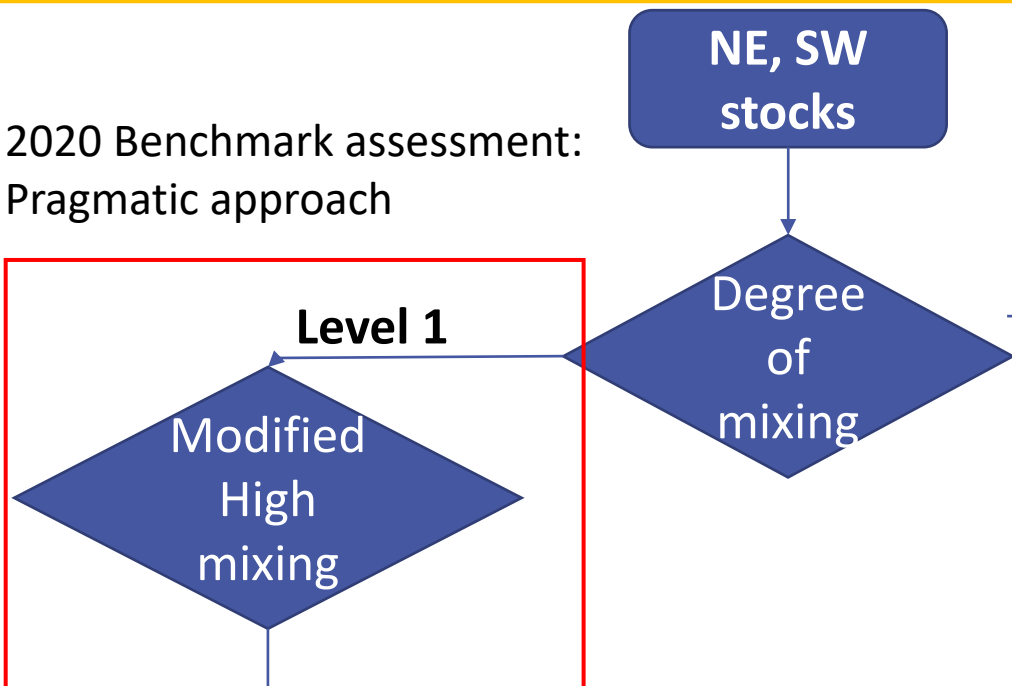 NE, SW
stocks
2020 Benchmark assessment:
Pragmatic approach
Degree
of
mixing
Level 1
Modified
High
mixing